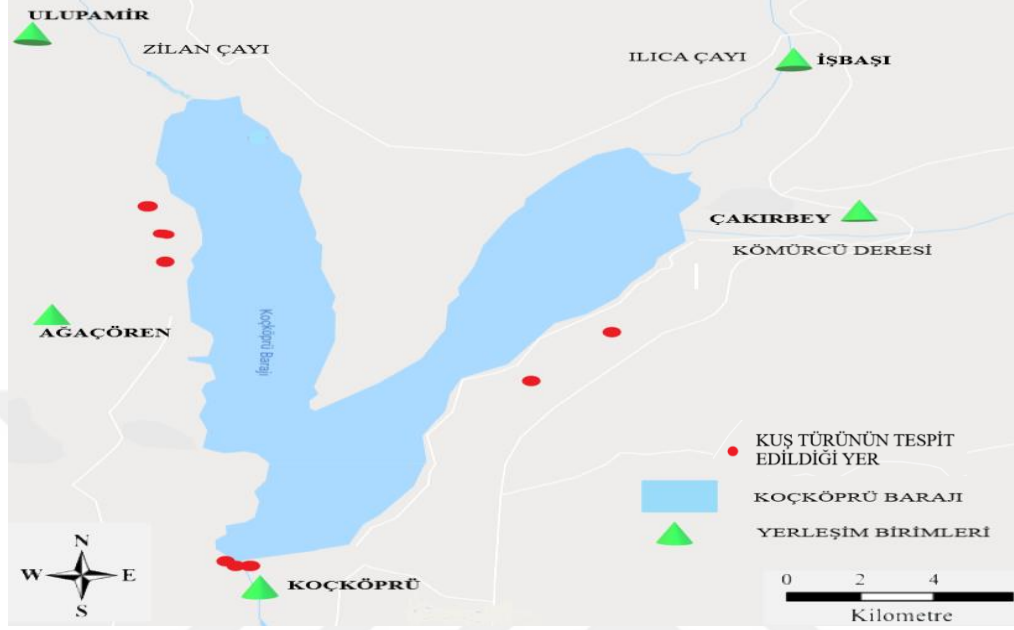 ULUPAMİR
ZİLAN ÇAYI
ILICA ÇAYI
İŞBAŞI
ÇAKIRBEY
KÖMÜRCÜ DERESİ
Koçköprü Barajı
AĞAÇÖREN
KUŞ TÜRÜNÜN TESPİT
EDİLDİĞİ YER
KOÇKÖPRÜ BARAJI
YERLEŞİM BİRİMLERİ
N
W E
S
KOÇKÖPRÜ
0 2 4
Kilometre